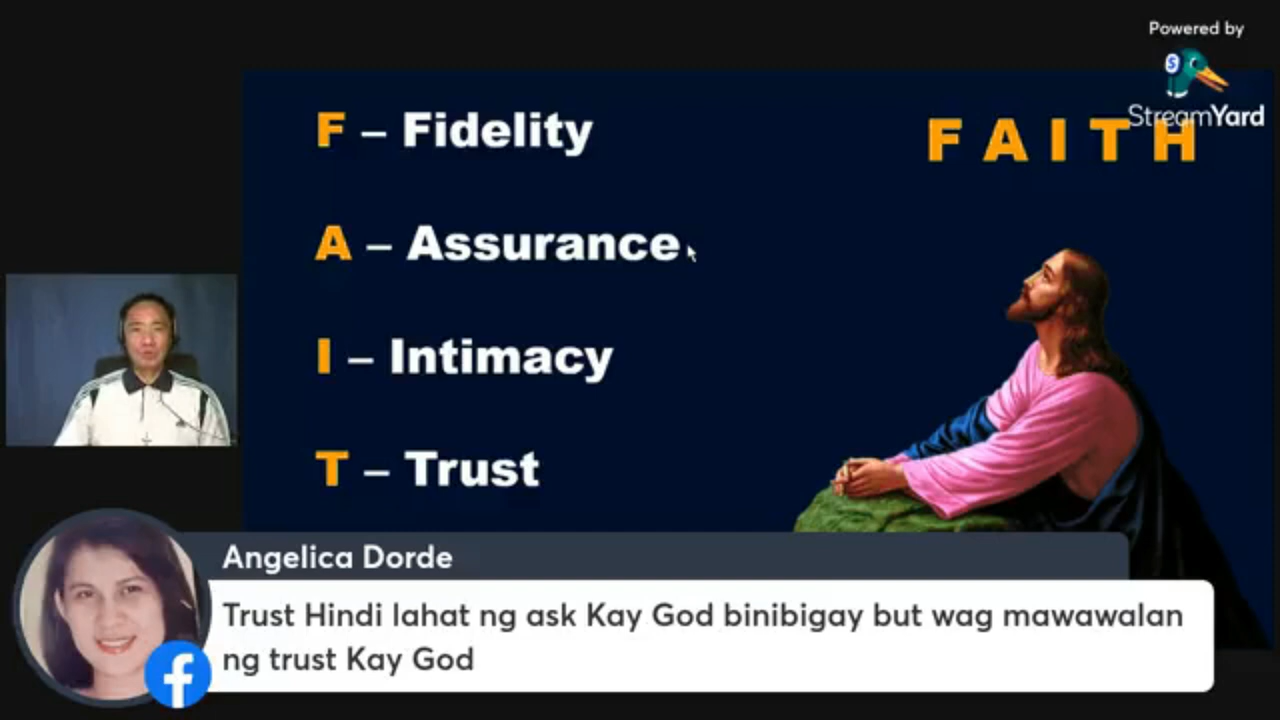 Powered by
StreamYard
F A I T H
F – Fidelity
A – Assurance
I – Intimacy
T – Trust
Angelica Dorde
Trust Hindi lahat ng ask Kay God binibigay but wag mawawalan
ng trust Kay God